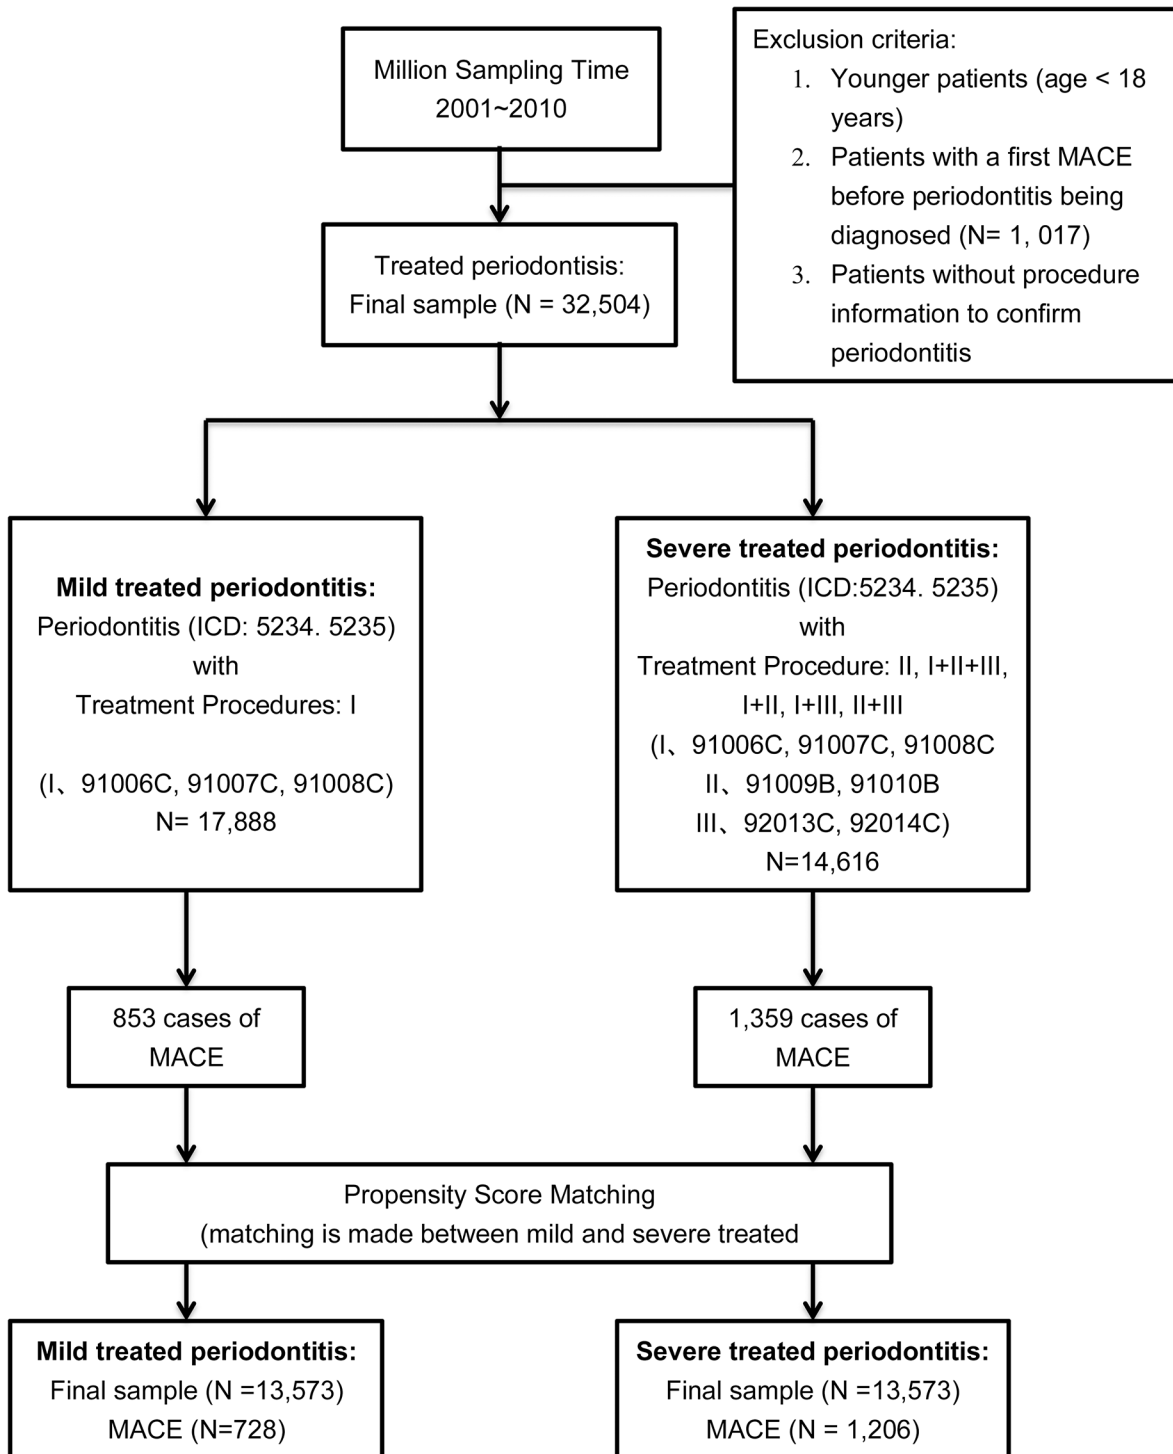 Million Sampling Time
2001~2010
Exclusion criteria:
1. Younger patients (age < 18
years)
2. Patients with a first MACE
before periodontitis being
diagnosed (N= 1, 017)
3. Patients without procedure
information to confirm
periodontitis
Treated periodontisis:
Final sample (N = 32,504)
Mild treated periodontitis:
Periodontitis (ICD: 5234. 5235)
with
Treatment Procedures: I
(I、91006C, 91007C, 91008C)
N= 17,888
Severe treated periodontitis:
Periodontitis (ICD:5234. 5235)
with
Treatment Procedure: II, I+II+III,
I+II, I+III, II+III
(I、91006C, 91007C, 91008C
II、91009B, 91010B
III、92013C, 92014C)
N=14,616
853 cases of
MACE
1,359 cases of
MACE
Propensity Score Matching
(matching is made between mild and severe treated
Mild treated periodontitis:
Final sample (N =13,573)
MACE (N=728)
Severe treated periodontitis:
Final sample (N =13,573)
MACE (N = 1,206)